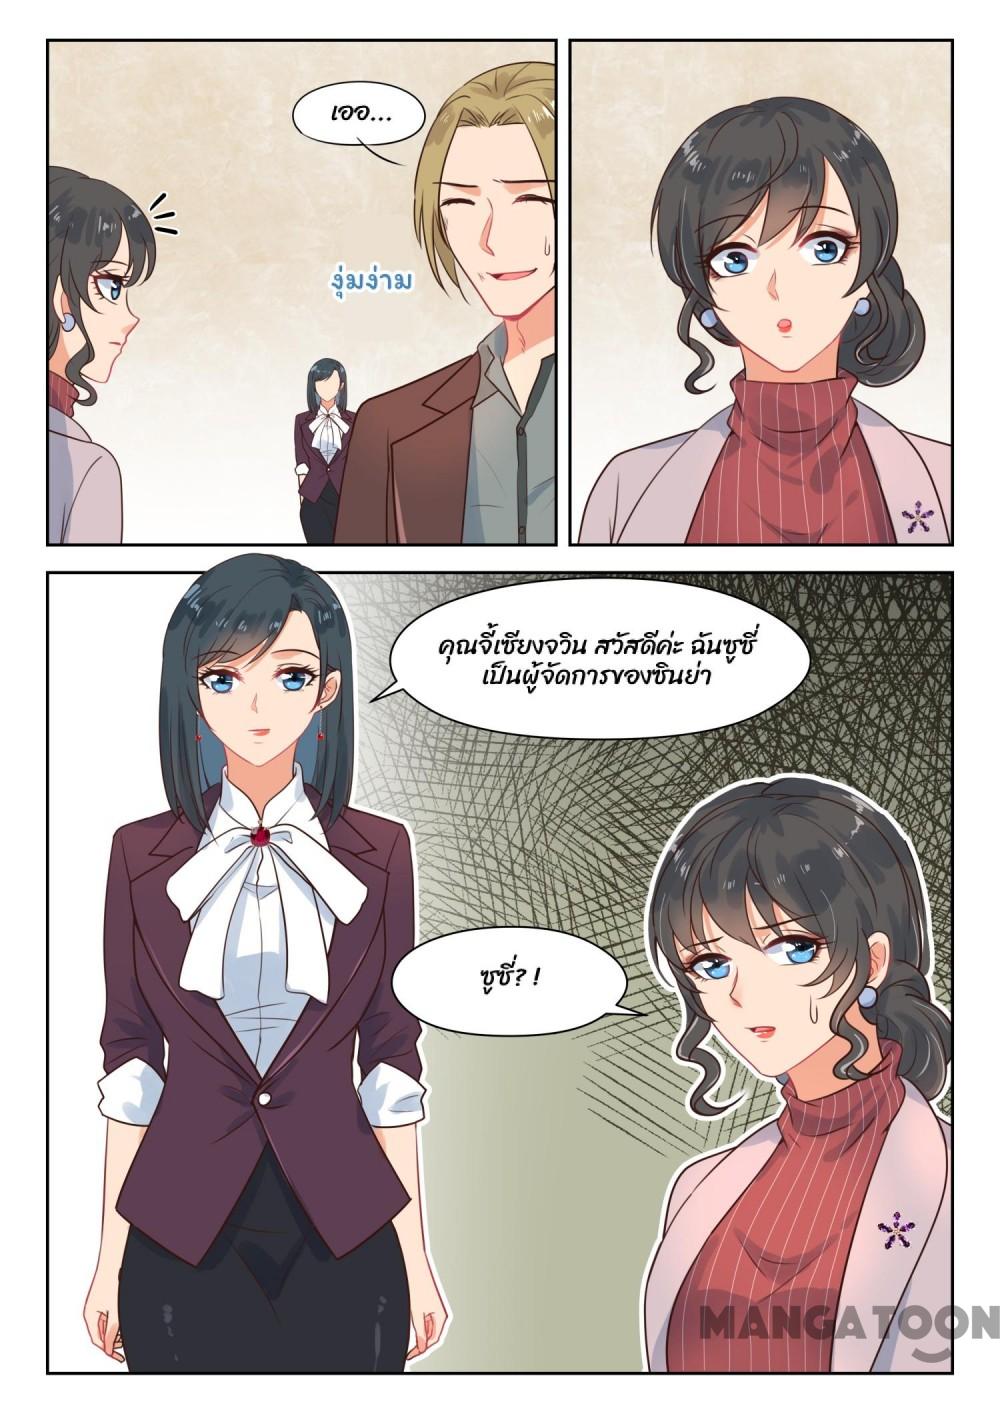 เออ...
งุ่มง่าม
คุณจี้เซียงจวิน สวัสดีค่ะ ฉันซูซี่
เป็นผู้จัดการของซินย่า
ซูซี่? !
MANGATOON